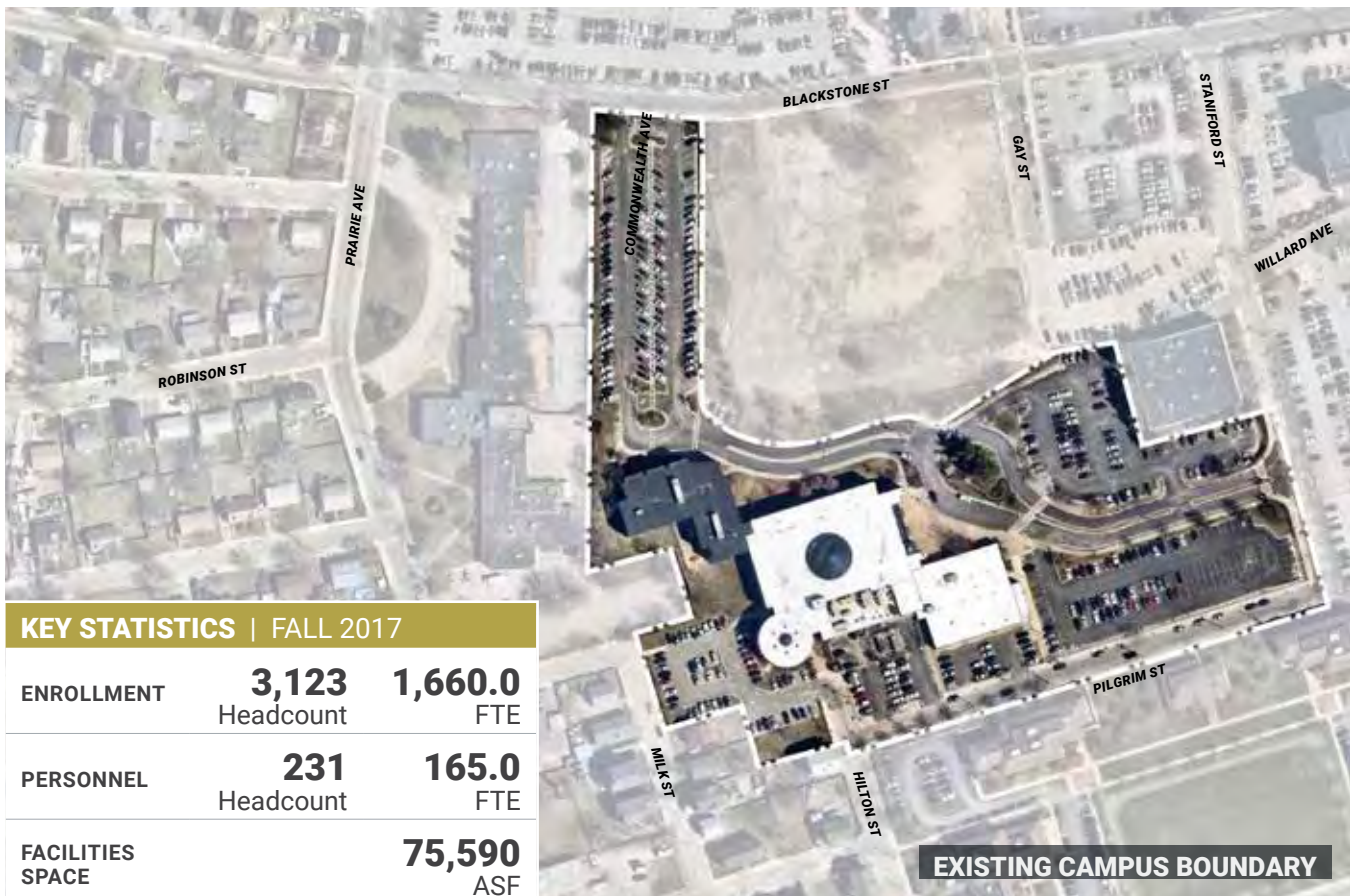 BLACKSTONE ST
COMMONWEALTH AVE
GAY ST
STANIFORD ST
WILLARD AVE
PRAIRIE AVE
ROBINSON ST
PILGRIM ST
MILK ST
HILTON ST
KEY STATISTICS | FALL 2017
ENROLLMENT 3,123 1,660.0
Headcount FTE
PERSONNEL 231 165.0
Headcount FTE
FACILITIES
SPACE
75,590
ASF
EXISTING CAMPUS BOUNDARY